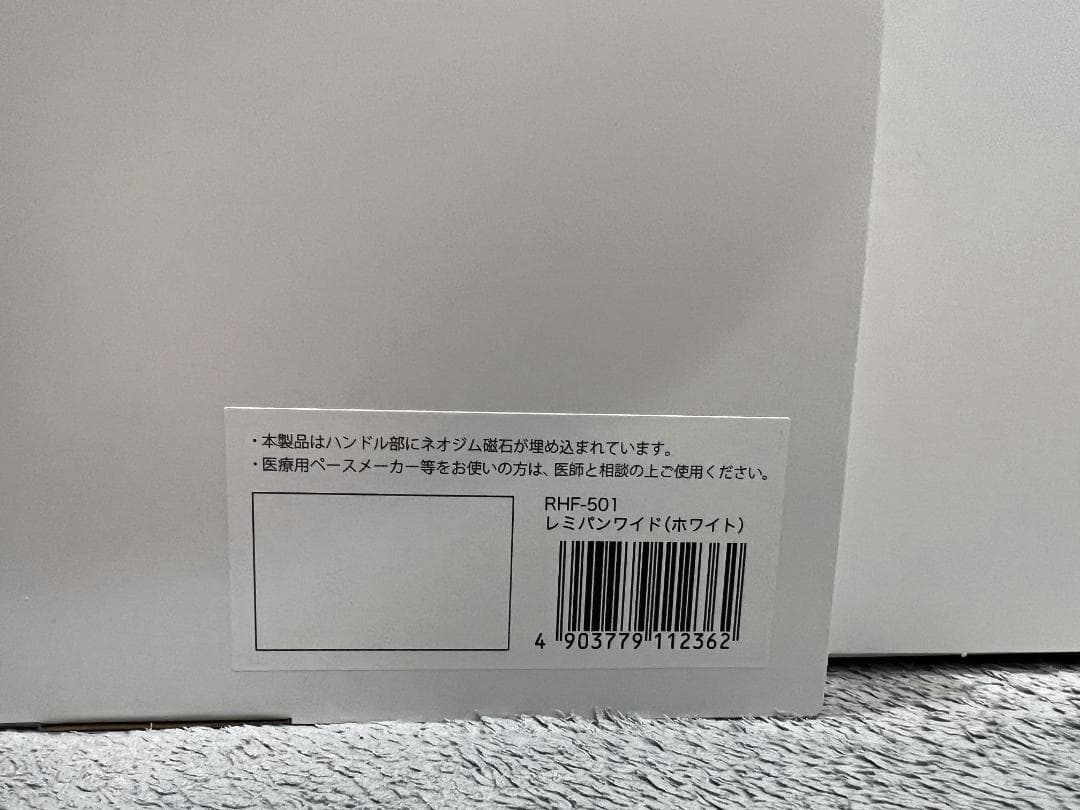 ・本製品はハンドル部にネオジム磁石が埋め込まれています。
・医療用ペースメーカー等をお使いの方は、医師と相談の上ご使用ください。
RHF-501
レミパンワイド(ホワイト)
4 903779 112362